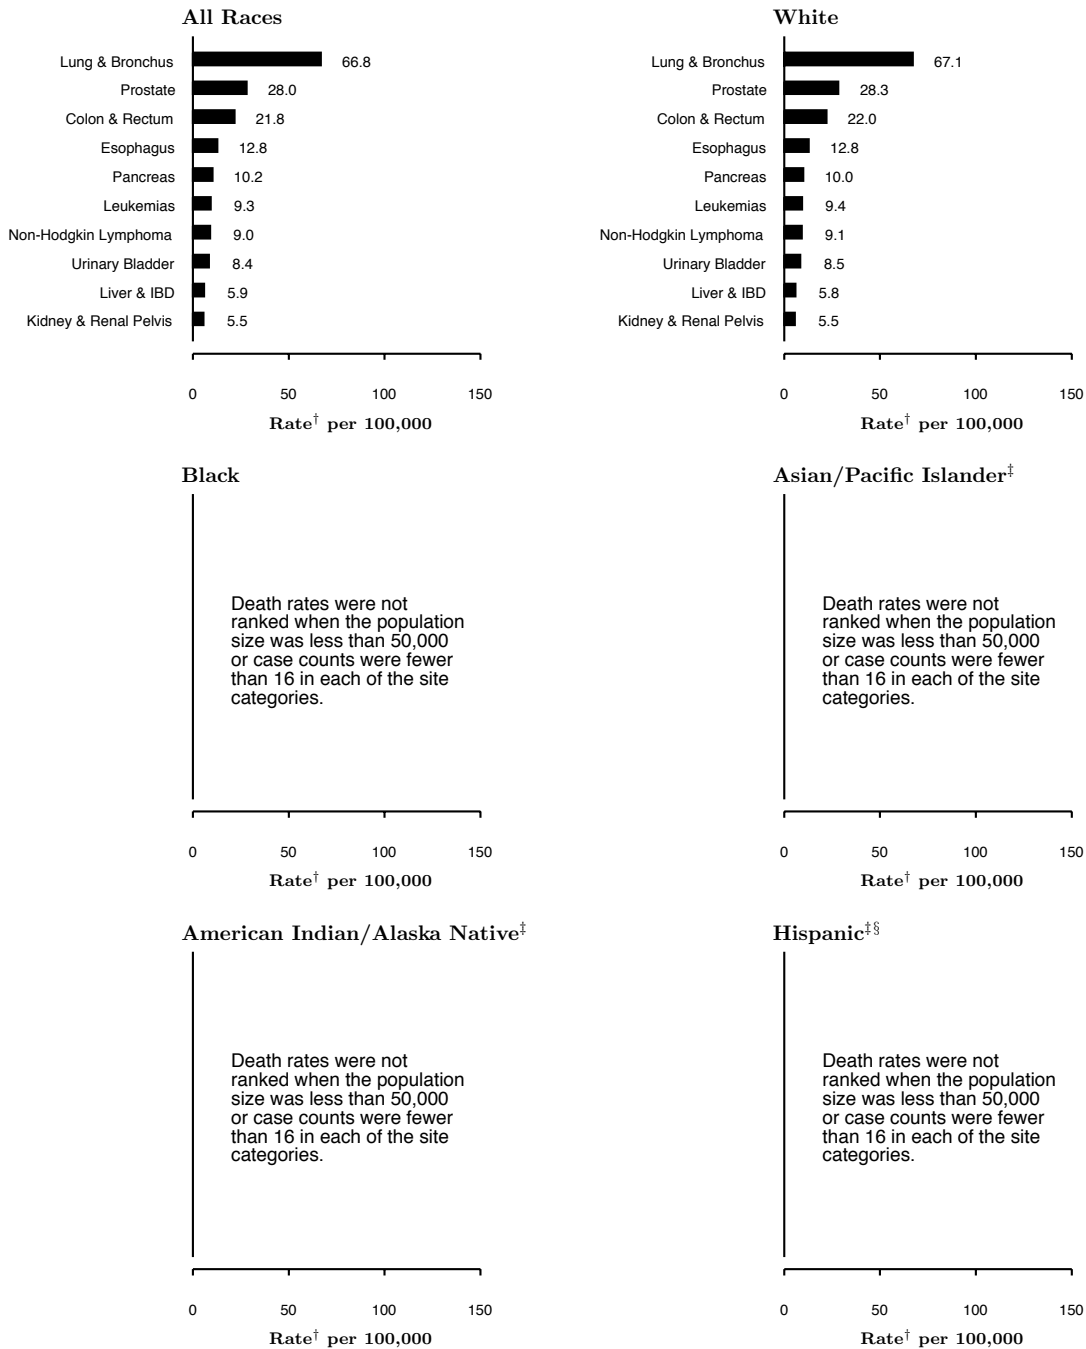 All Races
Lung & Bronchus 66.8
Prostate 28.0
Colon & Rectum 21.8
Esophagus 12.8
Pancreas 10.2
Leukemias 9.3
Non-Hodgkin Lymphoma 9.0
Urinary Bladder 8.4
Liver & IBD 5.9
Kidney & Renal Pelvis 5.5
0 50 100 150
Rate† per 100,000
White
Lung & Bronchus 67.1
Prostate 28.3
Colon & Rectum 22.0
Esophagus 12.8
Pancreas 10.0
Leukemias 9.4
Non-Hodgkin Lymphoma 9.1
Urinary Bladder 8.5
Liver & IBD 5.8
Kidney & Renal Pelvis 5.5
0 50 100 150
Rate† per 100,000
Black
Death rates were not
ranked when the population
size was less than 50,000
or case counts were fewer
than 16 in each of the site
categories.
0 50 100 150
Rate† per 100,000
Asian/Pacific Islander‡
Death rates were not
ranked when the population
size was less than 50,000
or case counts were fewer
than 16 in each of the site
categories.
0 50 100 150
Rate† per 100,000
American Indian/Alaska Native‡
Death rates were not
ranked when the population
size was less than 50,000
or case counts were fewer
than 16 in each of the site
categories.
0 50 100 150
Rate† per 100,000
Hispanic‡§
Death rates were not
ranked when the population
size was less than 50,000
or case counts were fewer
than 16 in each of the site
categories.
0 50 100 150
Rate† per 100,000